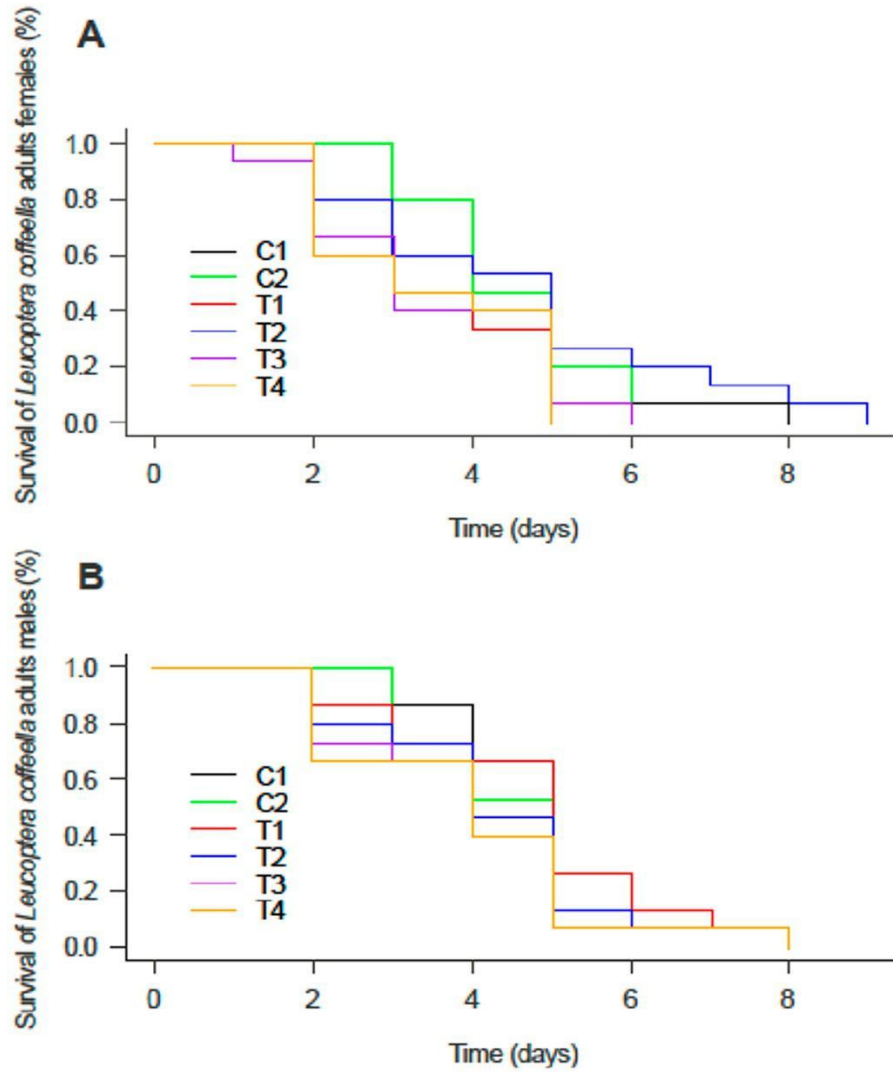 A
Survival of Leucoptera coffeella adults females (%)
1.0
0.8
0.6
0.4
0.2
0.0
C1
C2
T1
T2
T3
T4
0 2 4 6 8
Time (days)
B
Survival of Leucoptera coffeella adults males (%)
1.0
0.8
0.6
0.4
0.2
0.0
C1
C2
T1
T2
T3
T4
0 2 4 6 8
Time (days)